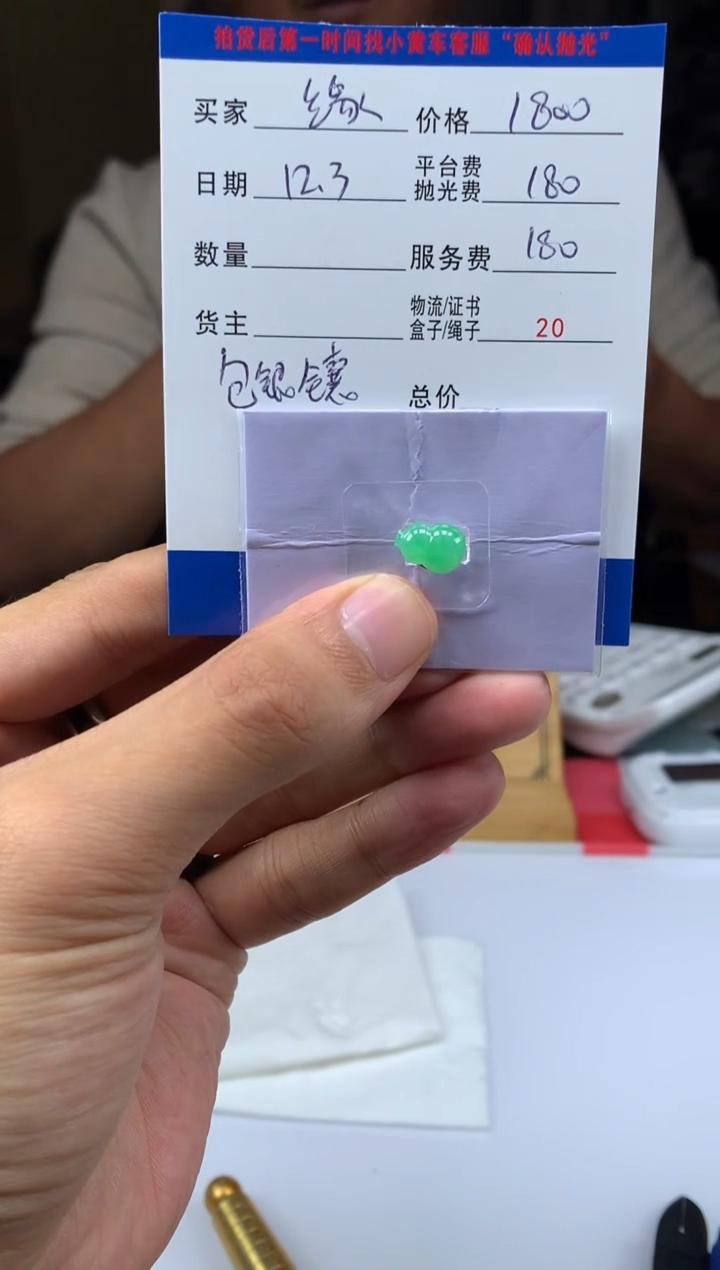 拍货后第一时间找小黄车客服“确认抛光”
买家 缘 价格 1800
日期 12.3 平台费
抛光费 180
数量 服务费 180
货主 物流/证书
盒子/绳子 20
包银镶 总价